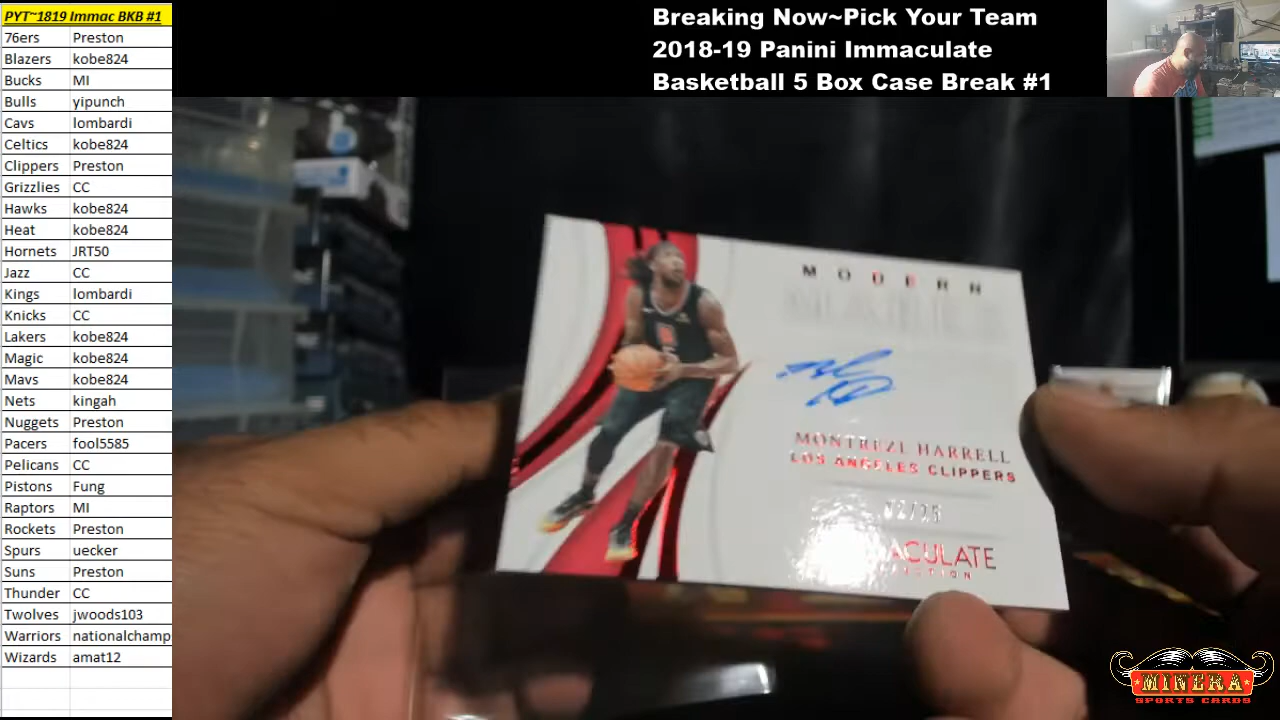 PYT~1819 Immac BKB #1
76ers Preston
Blazers kobe824
Bucks MI
Bulls yipunch
Cavs lombardi
Celtics kobe824
Clippers Preston
Grizzlies CC
Hawks kobe824
Heat kobe824
Hornets JRT50
Jazz CC
Kings lombardi
Knicks CC
Lakers kobe824
Magic kobe824
Mavs kobe824
Nets kingah
Nuggets Preston
Pacers fool5585
Pelicans CC
Pistons Fung
Raptors MI
Rockets Preston
Spurs uecker
Suns Preston
Thunder CC
Twolves jwoods103
Warriors nationalchamp
Wizards amat12
Breaking Now~Pick Your Team
2018-19 Panini Immaculate
Basketball 5 Box Case Break #1
MODERN
MONTREZL HARRELL
LOS ANGELES CLIPPERS
MINERA
SPORTS CARDS